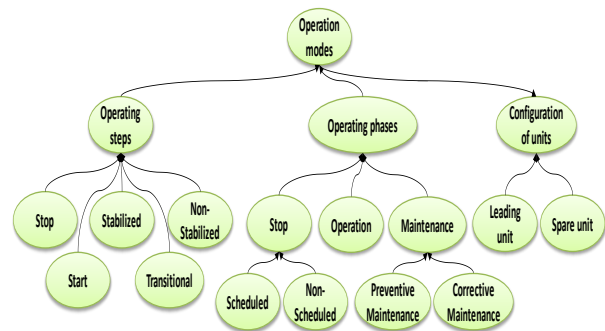 Operation
modes
Operating
steps
Operating phases
Configuration
of units
Stop
Stabilized
Non-
Stabilized
Stop
Operation
Maintenance
Leading
unit
Spare unit
Start
Transitional
Scheduled
Non-
Scheduled
Preventive
Maintenance
Corrective
Maintenance